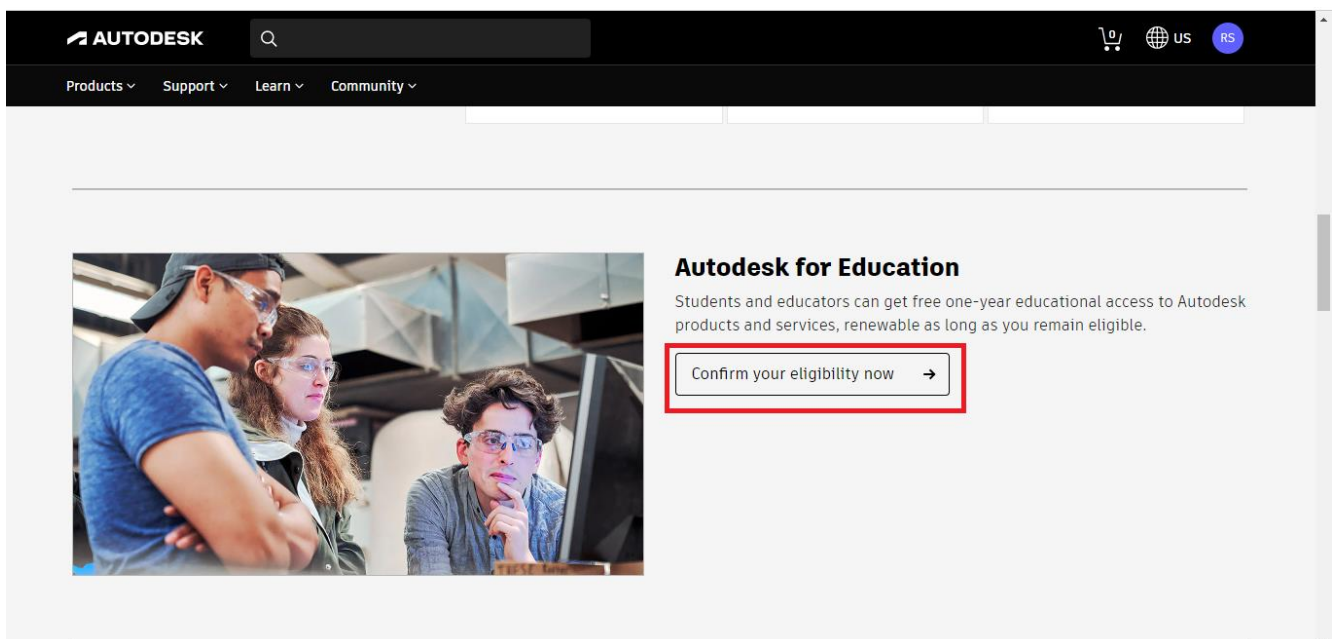 AUTODESK
0
US
RS
Products
Support
Learn
Community
Autodesk for Education
Students and educators can get free one-year educational access to Autodesk
products and services, renewable as long as you remain eligible.
Confirm your eligibility now →